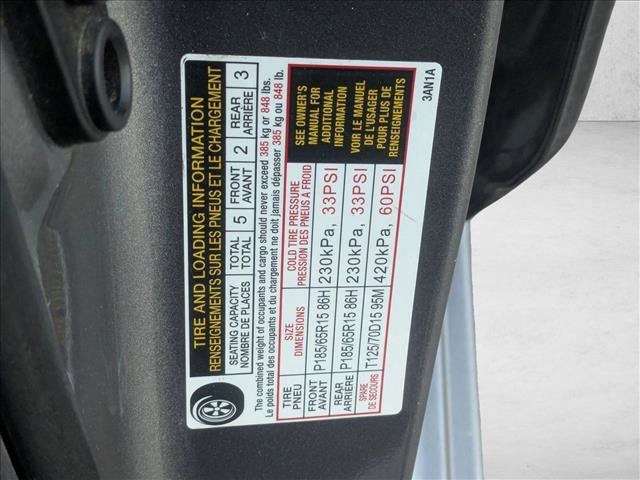 TIRE AND LOADING INFORMATION
RENSEIGNEMENTS SUR LES PNEUS ET LE CHARGEMENT
SEATING CAPACITY TOTAL 5 FRONT 2 REAR 3
NOMBRE DE PLACES TOTAL AVANT ARRIÈRE
The combined weight of occupants and cargo should never exceed 385 kg or 848 lbs.
Le poids total des occupants et du chargement ne doit jamais dépasser 385 kg ou 848 lb.
TIRE SIZE COLD TIRE PRESSURE
PNEU DIMENSIONS PRESSION DES PNEUS À FROID
FRONT
AVANT
P185/65R15 86H 230kPa, 33PSI
REAR
ARRIÈRE
P185/65R15 86H 230kPa, 33PSI
SPARE
DE SECOURS
T125/70D15 95M 420kPa, 60PSI
SEE OWNER'S
MANUAL FOR
ADDITIONAL
INFORMATION
VOIR LE MANUEL
DE L'USAGER
POUR PLUS DE
RENSEIGNEMENTS
3AN1A